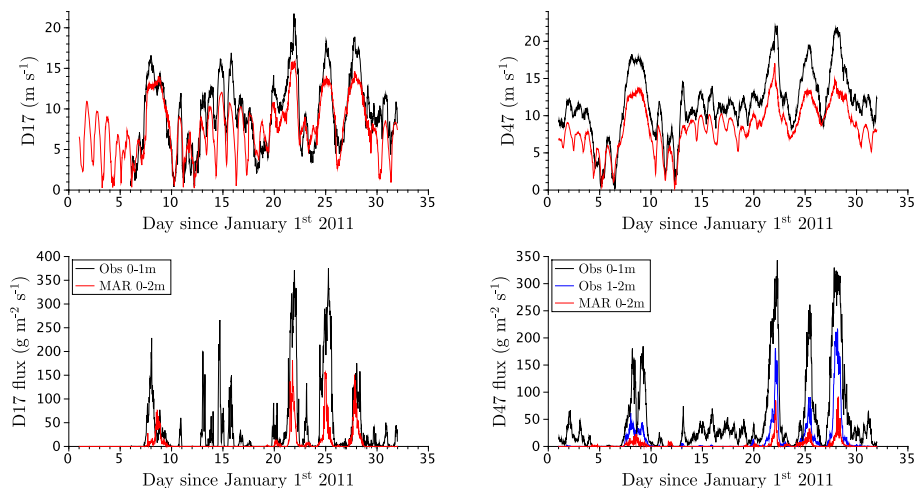 20
15
10
5
0
D17 (m s⁻¹)
0 5 10 15 20 25 30 35
Day since January 1ˢᵗ 2011
25
20
15
10
5
0
D47 (m s⁻¹)
0 5 10 15 20 25 30 35
Day since January 1ˢᵗ 2011
400
350
300
250
200
150
100
50
0
D17 flux (g m⁻² s⁻¹)
Obs 0-1m
MAR 0-2m
0 5 10 15 20 25 30 35
Day since January 1ˢᵗ 2011
350
300
250
200
150
100
50
0
D47 flux (g m⁻² s⁻¹)
Obs 0-1m
Obs 1-2m
MAR 0-2m
0 5 10 15 20 25 30 35
Day since January 1ˢᵗ 2011